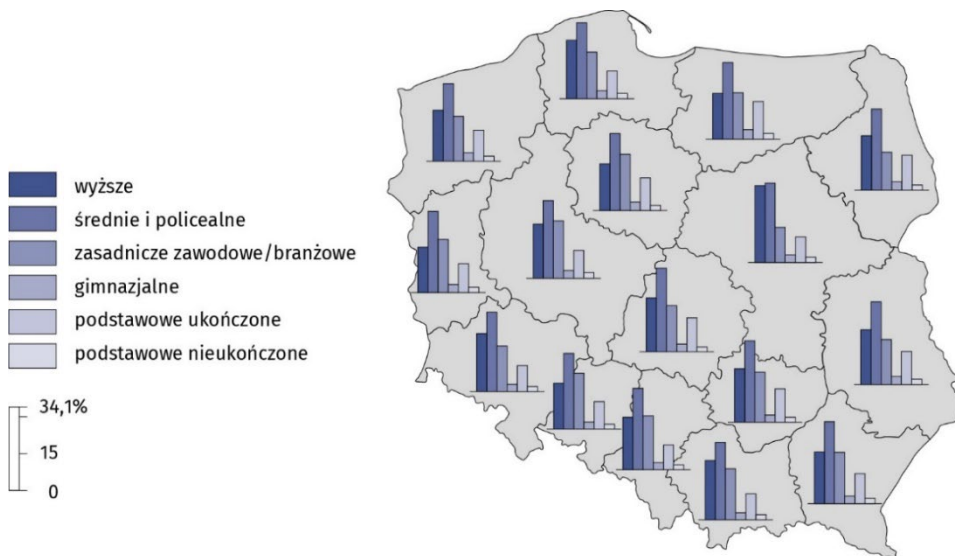 wyższe
średnie i policealne
zasadnicze zawodowe/branżowe
gimnazjalne
podstawowe ukończone
podstawowe nieukończone
34,1%
15
0